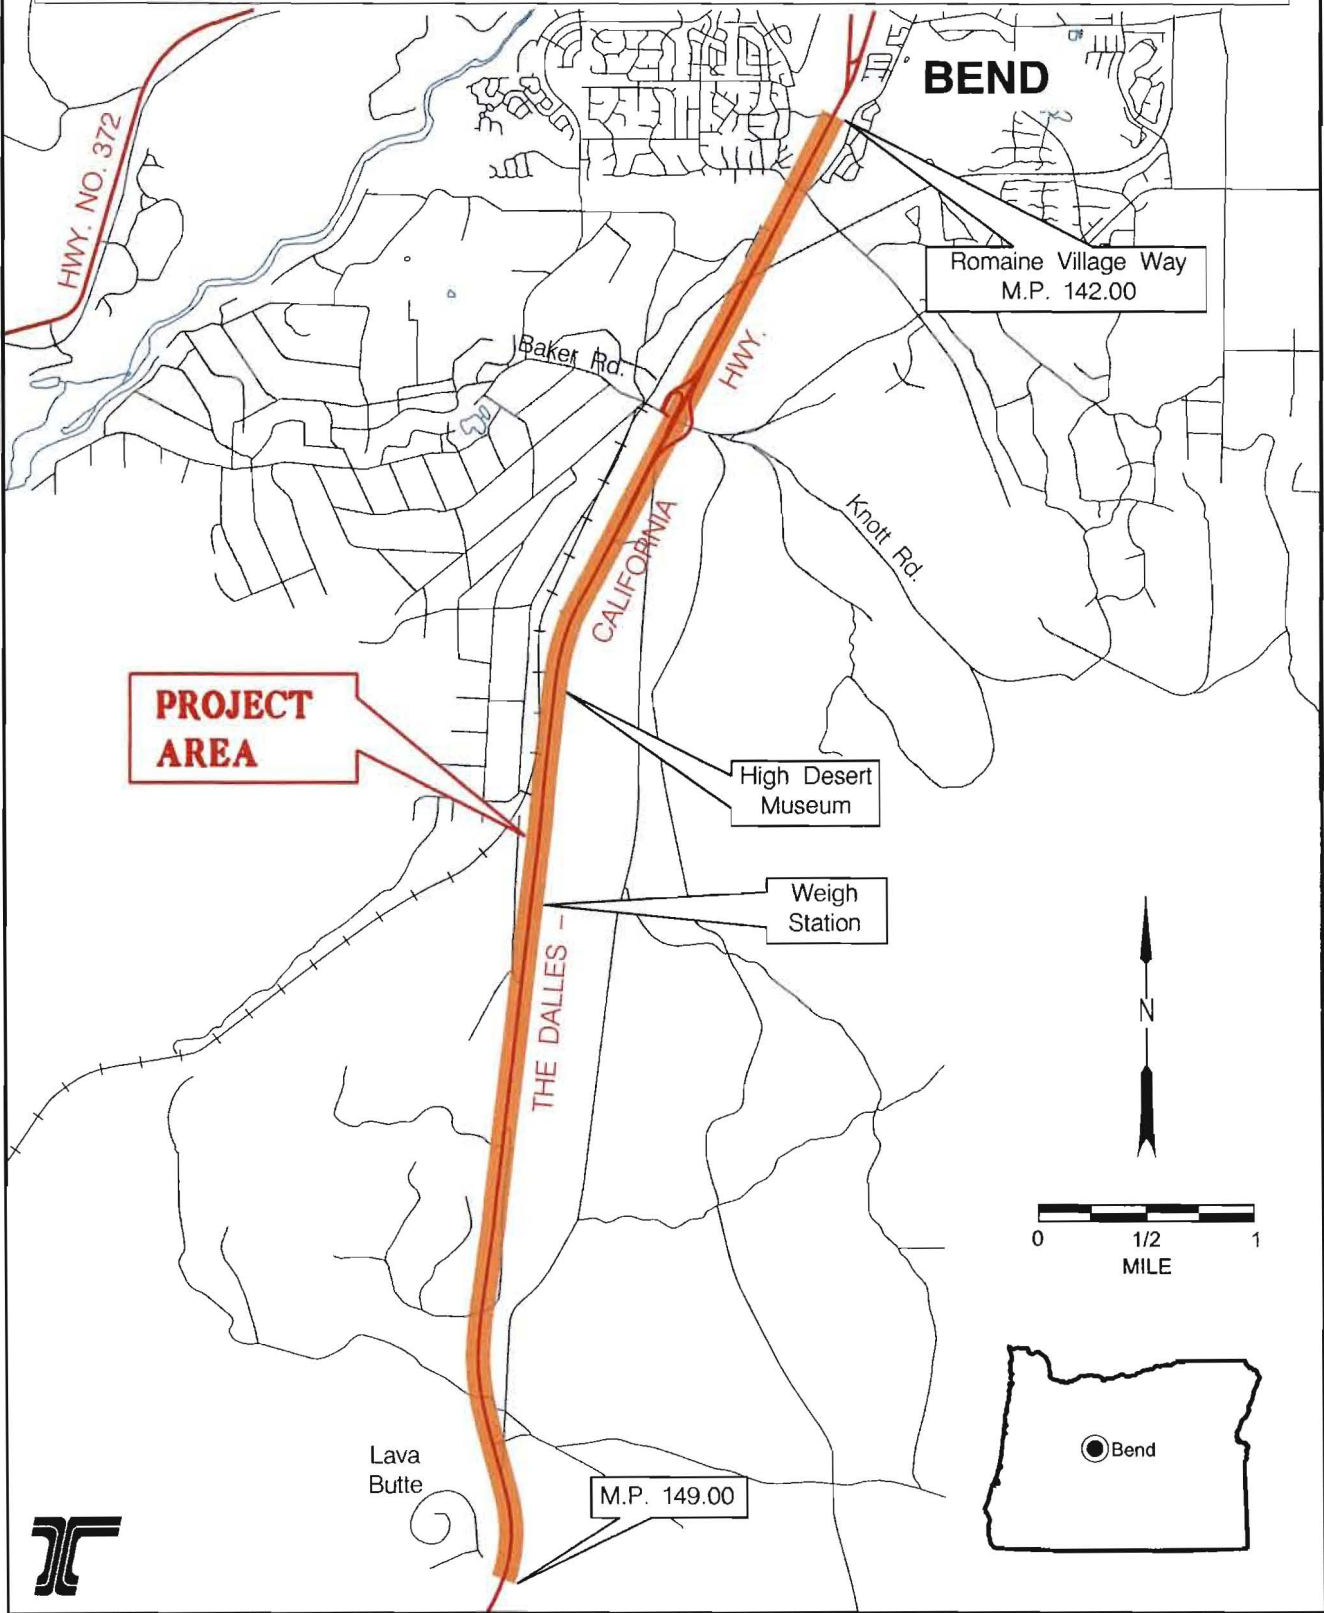 BEND
HWY. NO. 372
Romaine Village Way
M.P. 142.00
Baker Rd.
HWY.
CALIFORNIA
Knott Rd.
PROJECT
AREA
High Desert
Museum
Weigh
Station
THE DALLES -
N
0 1/2 1
MILE
Bend
Lava
Butte
M.P. 149.00